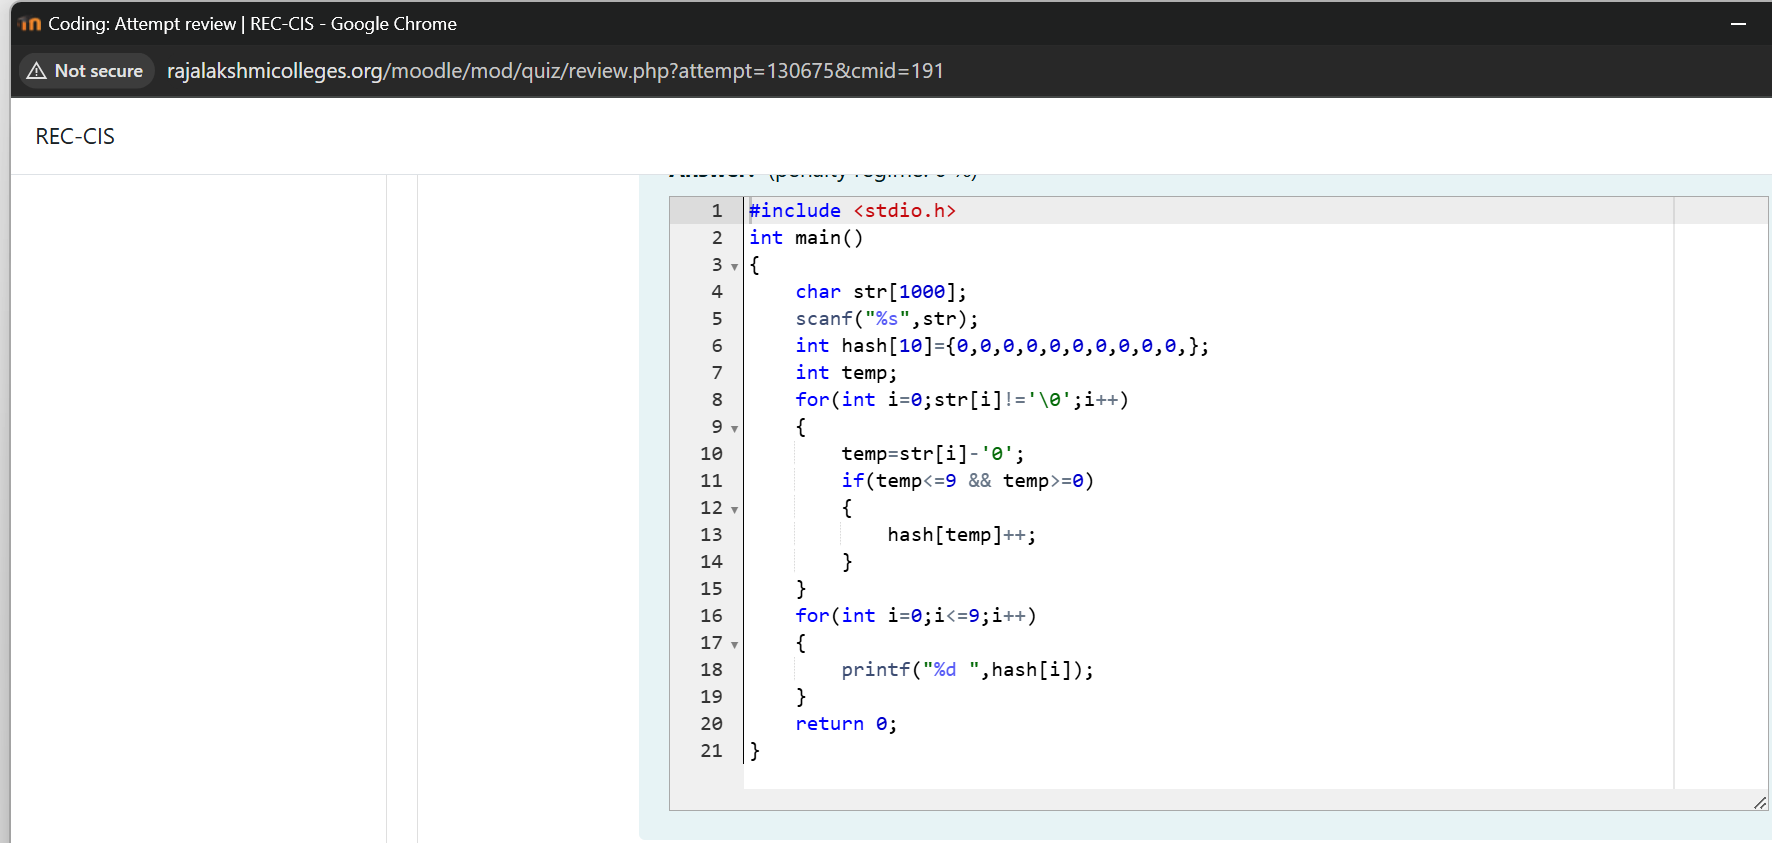 Coding: Attempt review | REC-CIS - Google Chrome
Not secure rajalakshmicolleges.org/moodle/mod/quiz/review.php?attempt=130675&cmid=191
REC-CIS
Answer: (penalty regime: 0 %)
1 #include <stdio.h>
2 int main()
3 {
4     char str[1000];
5     scanf("%s",str);
6     int hash[10]={0,0,0,0,0,0,0,0,0,0,};
7     int temp;
8     for(int i=0;str[i]!='\0';i++)
9     {
10         temp=str[i]-'0';
11         if(temp<=9 && temp>=0)
12         {
13             hash[temp]++;
14         }
15     }
16     for(int i=0;i<=9;i++)
17     {
18         printf("%d ",hash[i]);
19     }
20     return 0;
21 }